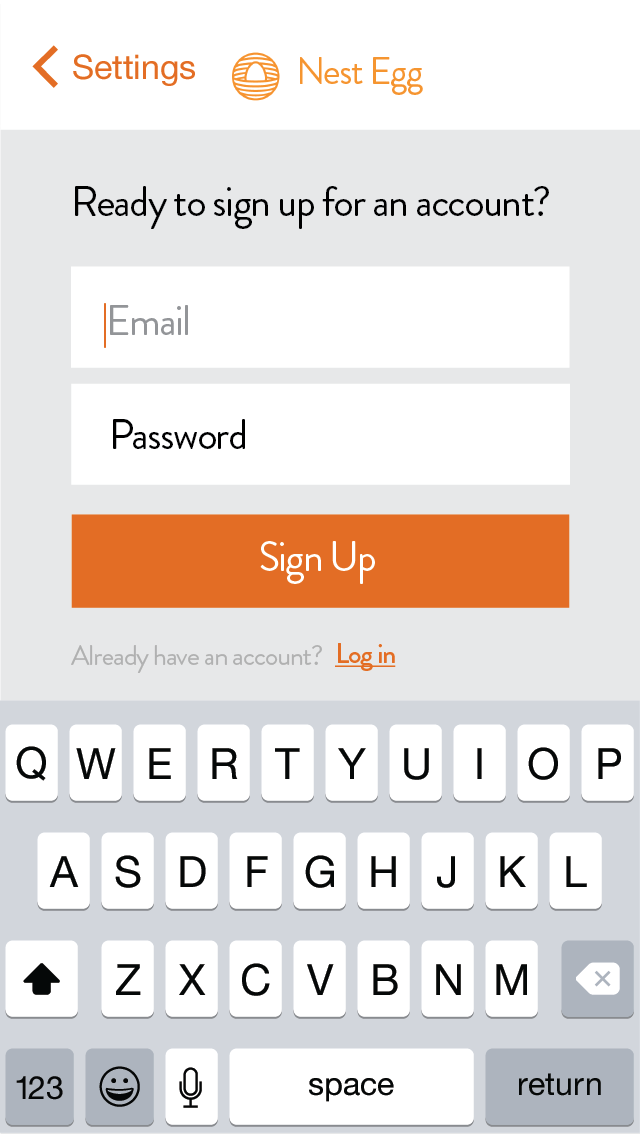 Settings Nest Egg
Ready to sign up for an account?
Email
Password
Sign Up
Already have an account? Log in
Q W E R T Y U I O P
A S D F G H J K L
Z X C V B N M
123 space return